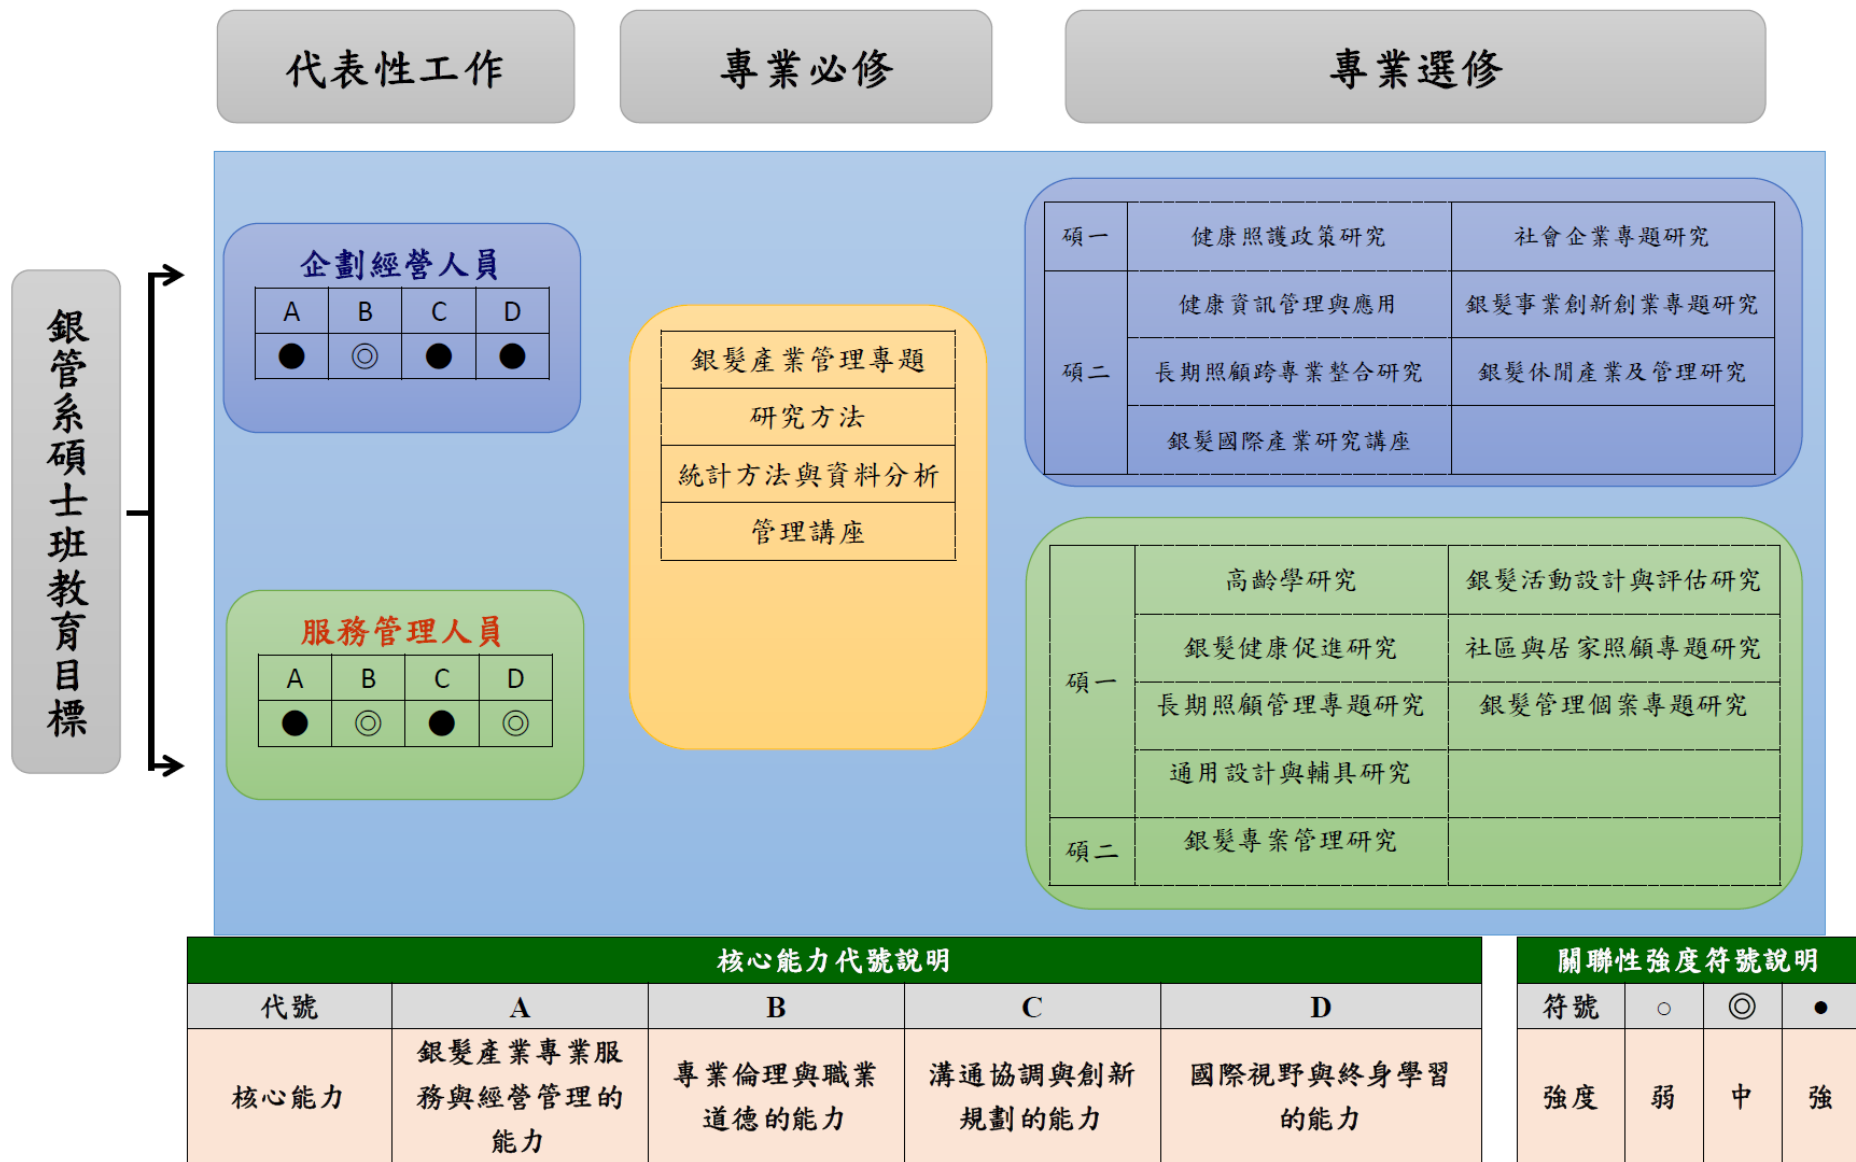 代表性工作
專業必修
專業選修
銀管系碩士班教育目標
企劃經營人員
A B C D
● ◎ ● ●
服務管理人員
A B C D
● ◎ ● ◎
銀髮產業管理專題
研究方法
統計方法與資料分析
管理講座
碩一 健康照護政策研究 社會企業專題研究
碩二 健康資訊管理與應用 銀髮事業創新創業專題研究
長期照顧跨專業整合研究 銀髮休閒產業及管理研究
銀髮國際產業研究講座
碩一 高齡學研究 銀髮活動設計與評估研究
銀髮健康促進研究 社區與居家照顧專題研究
長期照顧管理專題研究 銀髮管理個案專題研究
通用設計與輔具研究
碩二 銀髮專案管理研究
核心能力代號說明
代號 A B C D
核心能力
銀髮產業專業服
務與經營管理的
能力
專業倫理與職業
道德的能力
溝通協調與創新
規劃的能力
國際視野與終身學習
的能力
關聯性強度符號說明
符號 ○ ◎ ●
強度 弱 中 強